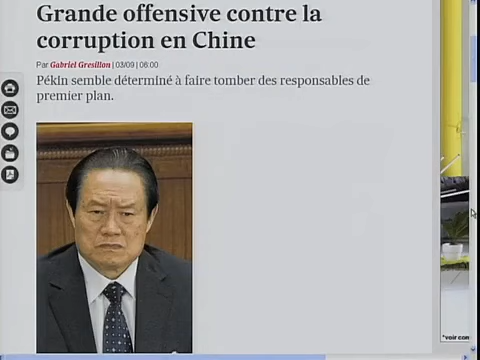 Grande offensive contre la
corruption en Chine
Par Gabriel Gresillon | 03/09 | 06:00
Pékin semble déterminé à faire tomber des responsables de
premier plan.
*voir con